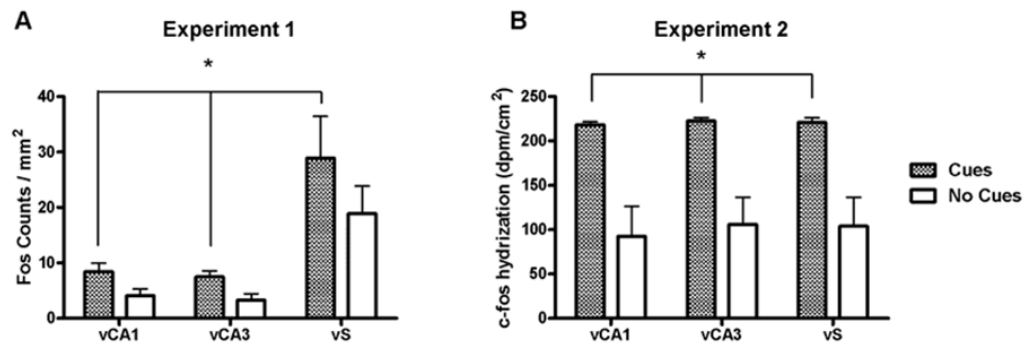 A
Experiment 1
*
Fos Counts / mm²
40
30
20
10
0
vCA1
vCA3
vS
B
Experiment 2
*
c-fos hydrization (dpm/cm²)
250
200
150
100
50
0
vCA1
vCA3
vS
Cues
No Cues